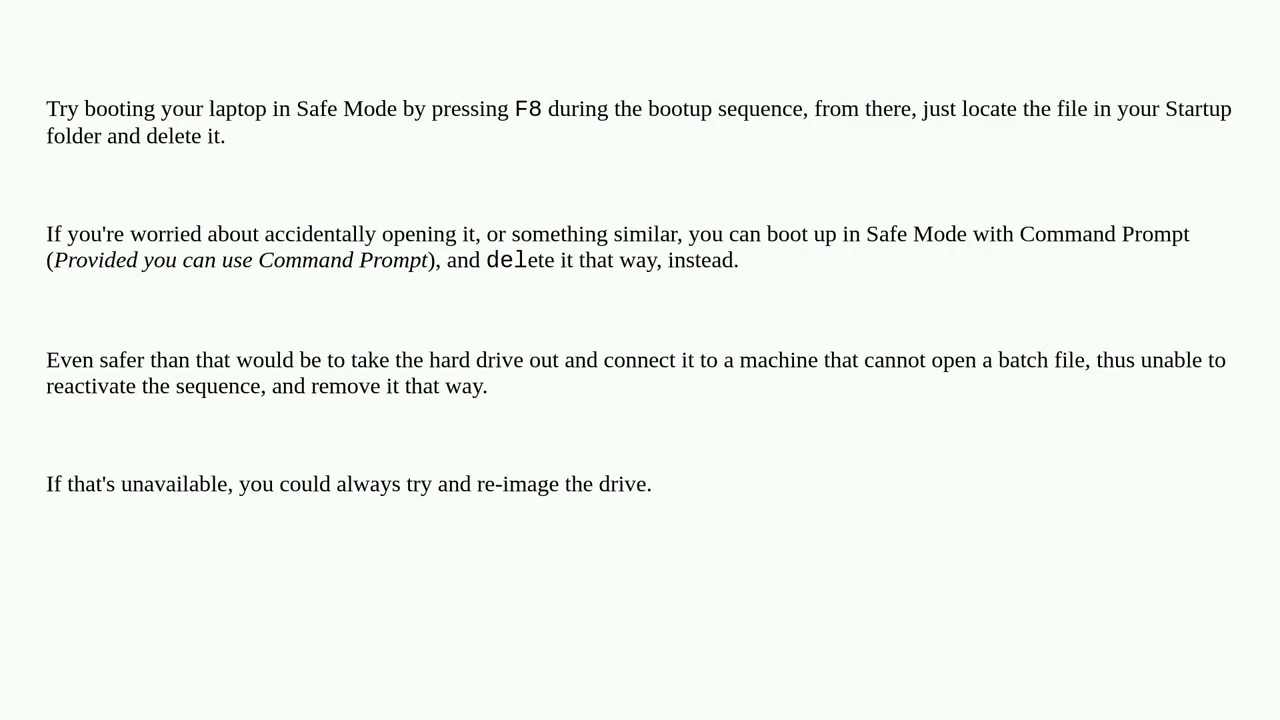 Try booting your laptop in Safe Mode by pressing F8 during the bootup sequence, from there, just locate the file in your Startup
folder and delete it.
If you're worried about accidentally opening it, or something similar, you can boot up in Safe Mode with Command Prompt
(Provided you can use Command Prompt), and delete it that way, instead.
Even safer than that would be to take the hard drive out and connect it to a machine that cannot open a batch file, thus unable to
reactivate the sequence, and remove it that way.
If that's unavailable, you could always try and re-image the drive.